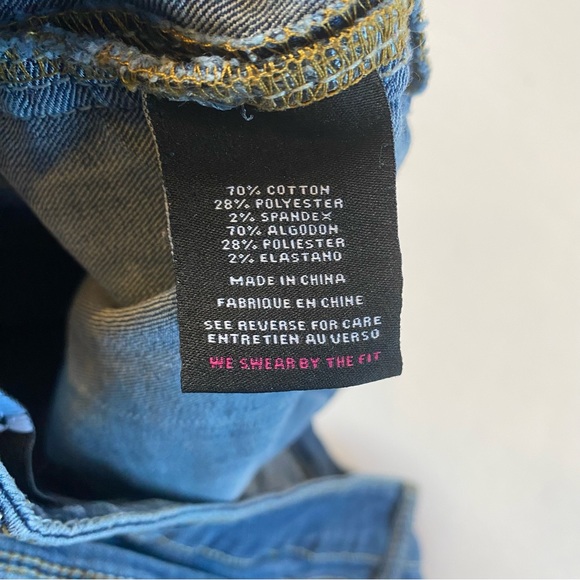 70% COTTON
28% POLYESTER
2% SPANDEX
70% ALGODON
28% POLIESTER
2% ELASTANO
MADE IN CHINA
FABRIQUE EN CHINE
SEE REVERSE FOR CARE
ENTRETIEN AU VERSO
WE SWEAR BY THE FIT